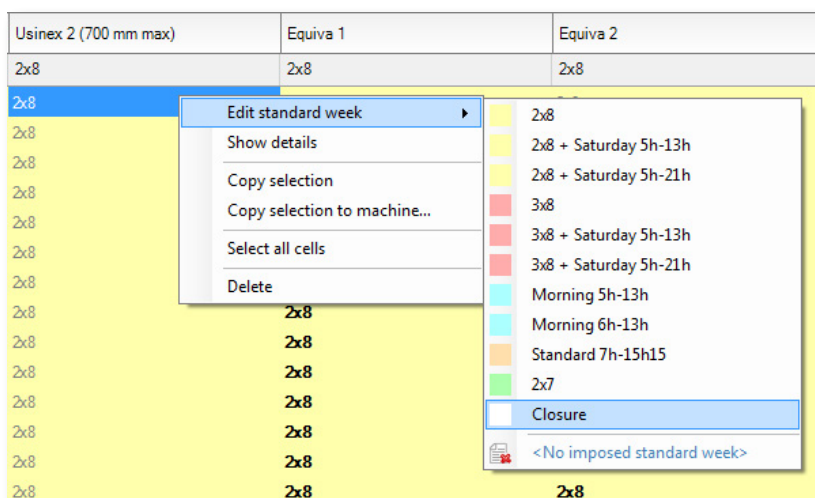 Usinex 2 (700 mm max) Equiva 1 Equiva 2
2x8 2x8 2x8
2x8
2x8
2x8
2x8
2x8
2x8
2x8
2x8 2x8
2x8 2x8
2x8 2x8
2x8 2x8
2x8 2x8
2x8 2x8
2x8 2x8 2x8
Edit standard week
Show details
Copy selection
Copy selection to machine...
Select all cells
Delete
2x8
2x8 + Saturday 5h-13h
2x8 + Saturday 5h-21h
3x8
3x8 + Saturday 5h-13h
3x8 + Saturday 5h-21h
Morning 5h-13h
Morning 6h-13h
Standard 7h-15h15
2x7
Closure
<No imposed standard week>